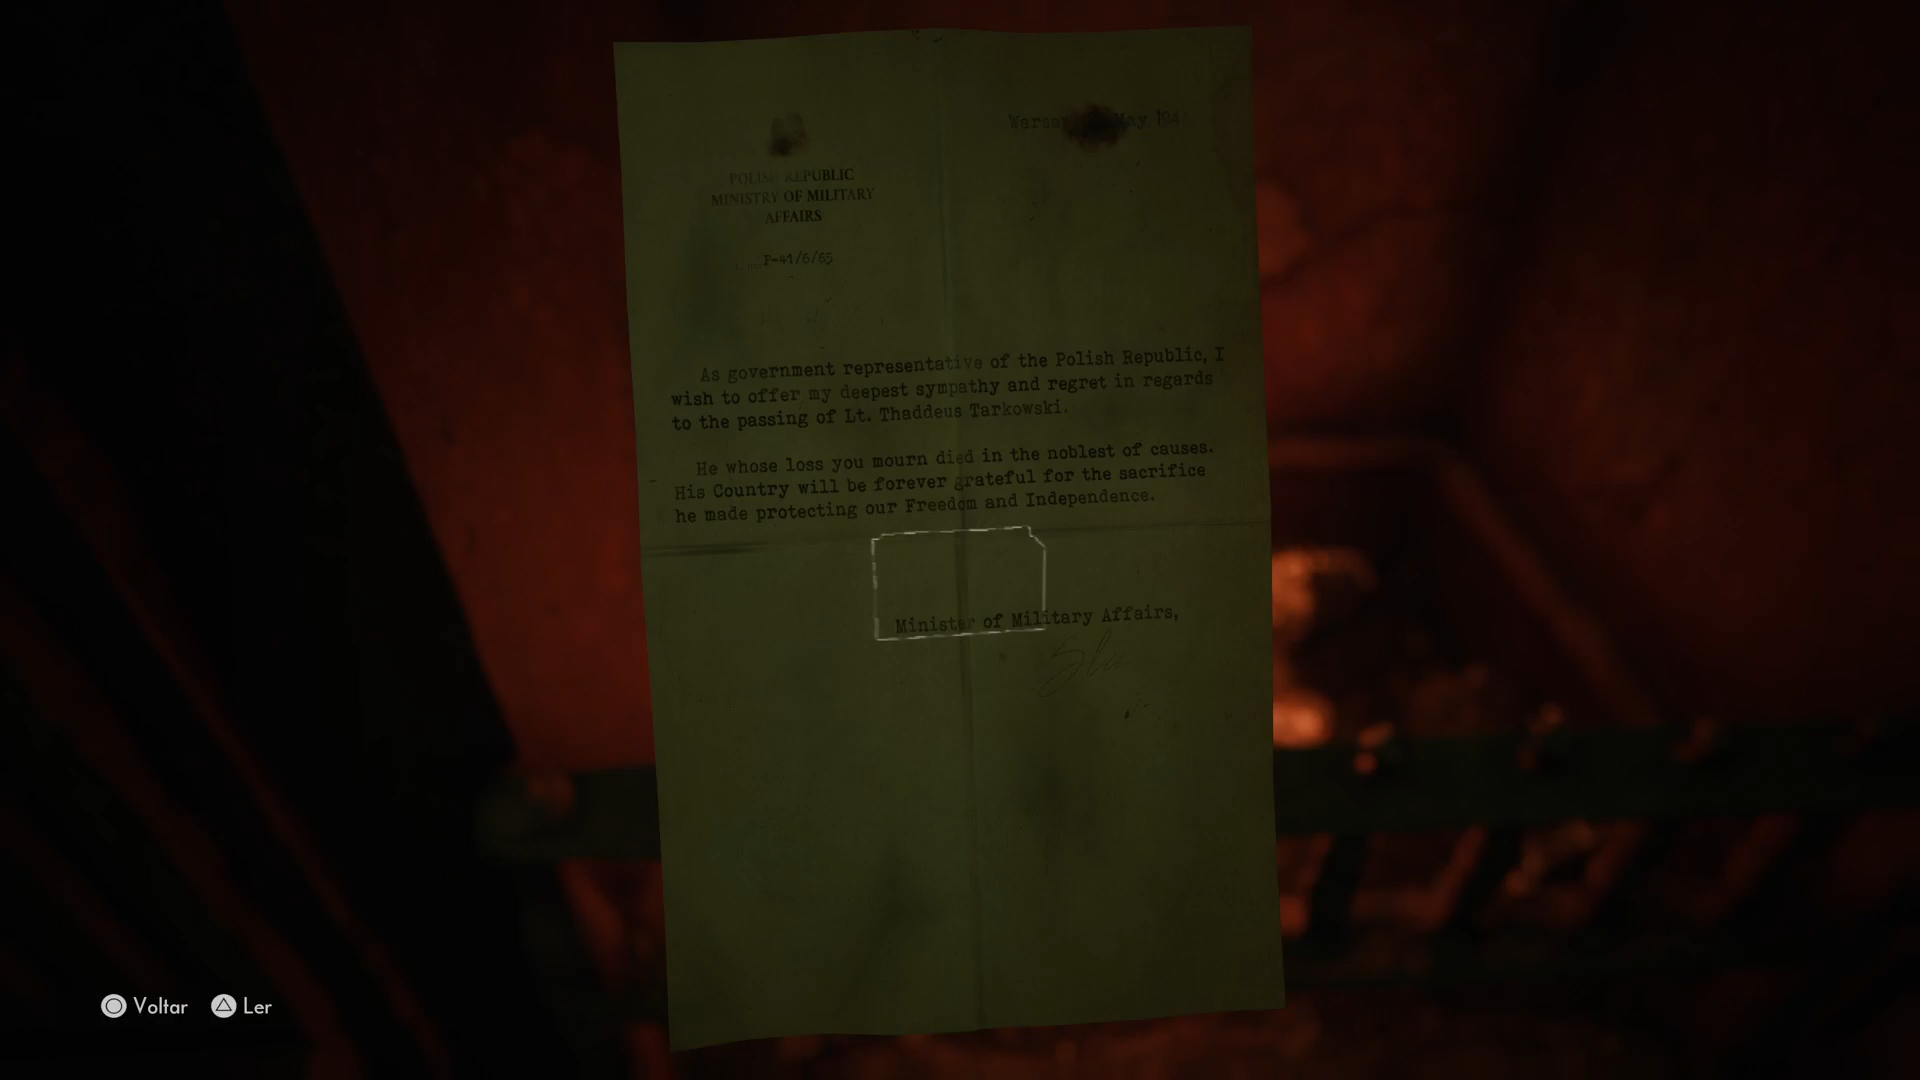 May 194
POLISH REPUBLIC
MINISTRY OF MILITARY
AFFAIRS
P-41/6/65
As government representative of the Polish Republic, I
wish to offer my deepest sympathy and regret in regards
to the passing of Lt. Thaddeus Tarkowski.
He whose loss you mourn died in the noblest of causes.
His Country will be forever grateful for the sacrifice
he made protecting our Freedom and Independence.
Minister of Military Affairs,
Voltar Ler